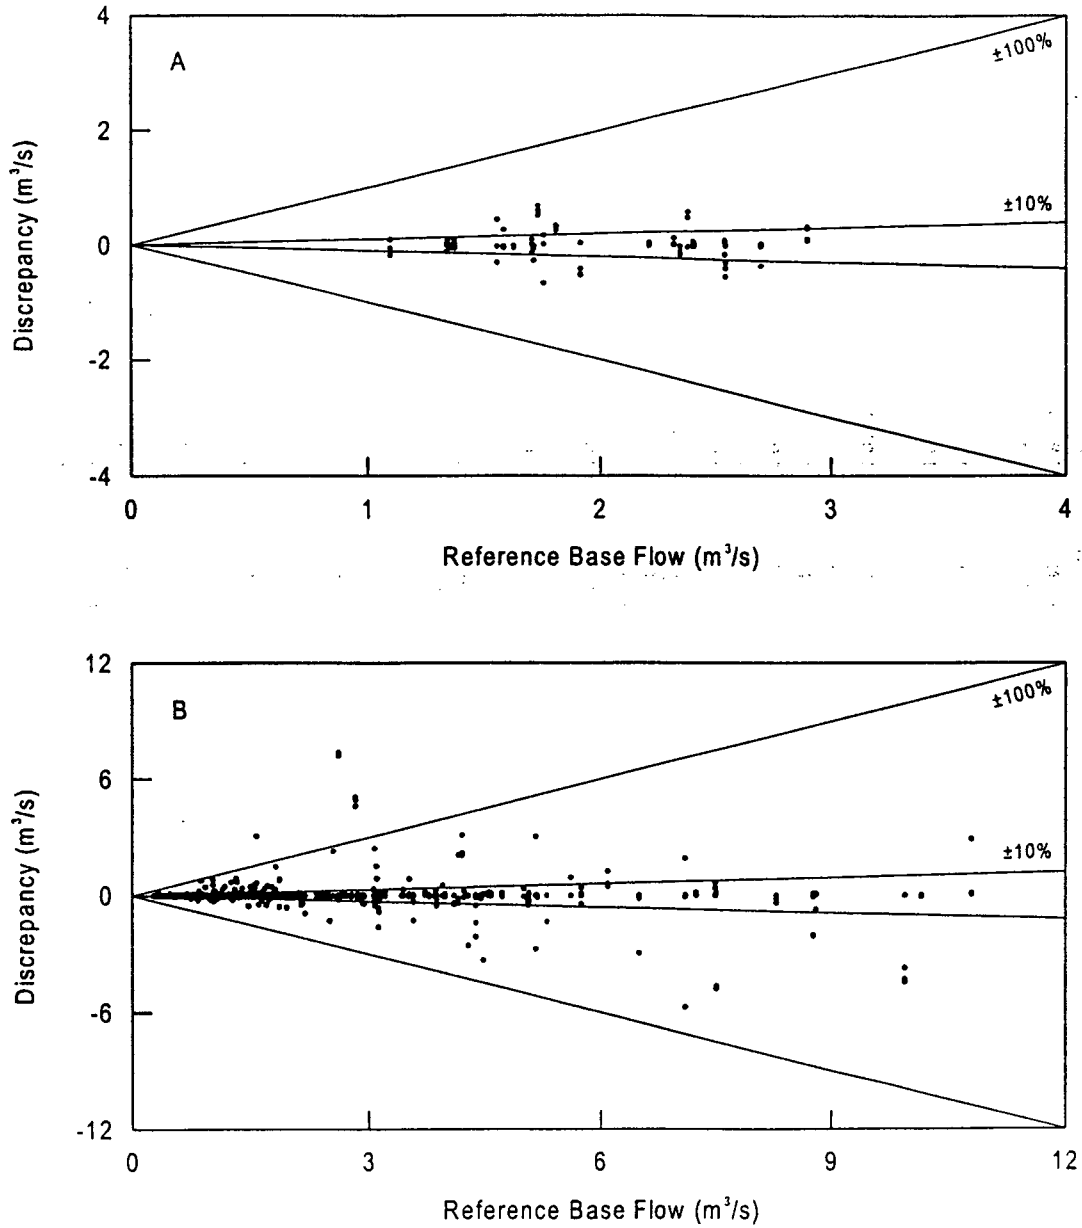 4
A
±100%
2
±10%
Discrepancy (m³/s)
0
-2
-4
0 1 2 3 4
Reference Base Flow (m³/s)
12
B
±100%
6
±10%
Discrepancy (m³/s)
0
-6
-12
0 3 6 9 12
Reference Base Flow (m³/s)